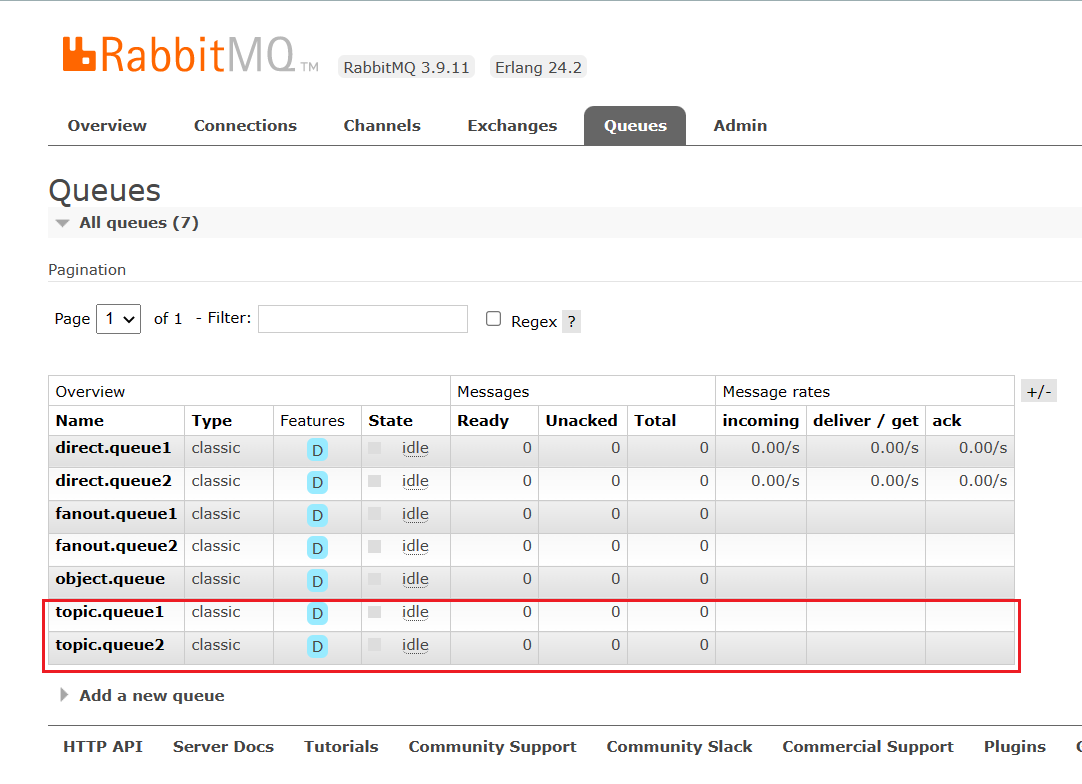 RabbitMQ TM RabbitMQ 3.9.11 Erlang 24.2
Overview Connections Channels Exchanges Queues Admin
Queues
All queues (7)
Pagination
Page 1 of 1 - Filter: Regex ?
Overview Messages Message rates +/-
Name Type Features State Ready Unacked Total incoming deliver / get ack
direct.queue1 classic D idle 0 0 0 0.00/s 0.00/s 0.00/s
direct.queue2 classic D idle 0 0 0 0.00/s 0.00/s 0.00/s
fanout.queue1 classic D idle 0 0 0
fanout.queue2 classic D idle 0 0 0
object.queue classic D idle 0 0 0
topic.queue1 classic D idle 0 0 0
topic.queue2 classic D idle 0 0 0
Add a new queue
HTTP API Server Docs Tutorials Community Support Community Slack Commercial Support Plugins